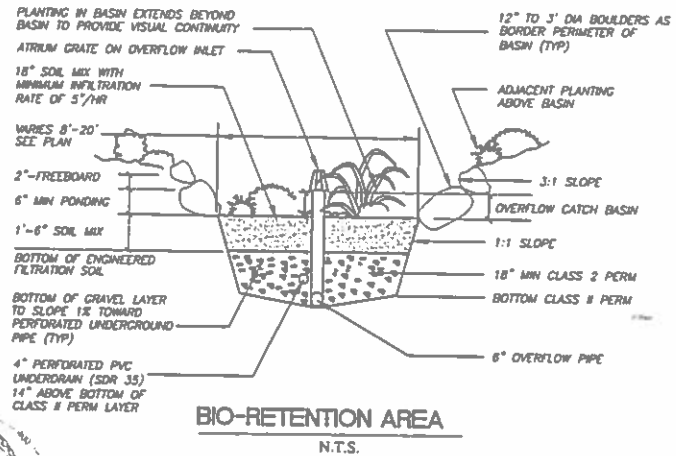 PLANTING IN BASIN EXTENDS BEYOND
BASIN TO PROVIDE VISUAL CONTINUITY
ATRIUM GRATE ON OVERFLOW INLET
18" SOIL MIX WITH
MINIMUM INFILTRATION
RATE OF 5"/HR
VARIES 8'-20'
SEE PLAN
2"-FREEBOARD
6" MIN PONDING
1'-6" SOIL MIX
BOTTOM OF ENGINEERED
FILTRATION SOIL
BOTTOM OF GRAVEL LAYER
TO SLOPE 1% TOWARD
PERFORATED UNDERGROUND
PIPE (TYP)
4" PERFORATED PVC
UNDERDRAIN (SDR 35)
14" ABOVE BOTTOM OF
CLASS II PERM LAYER
12" TO 3' DIA BOULDERS AS
BORDER PERIMETER OF
BASIN (TYP)
ADJACENT PLANTING
ABOVE BASIN
3:1 SLOPE
OVERFLOW CATCH BASIN
1:1 SLOPE
18" MIN CLASS 2 PERM
BOTTOM CLASS II PERM
6" OVERFLOW PIPE
BIO-RETENTION AREA
N.T.S.